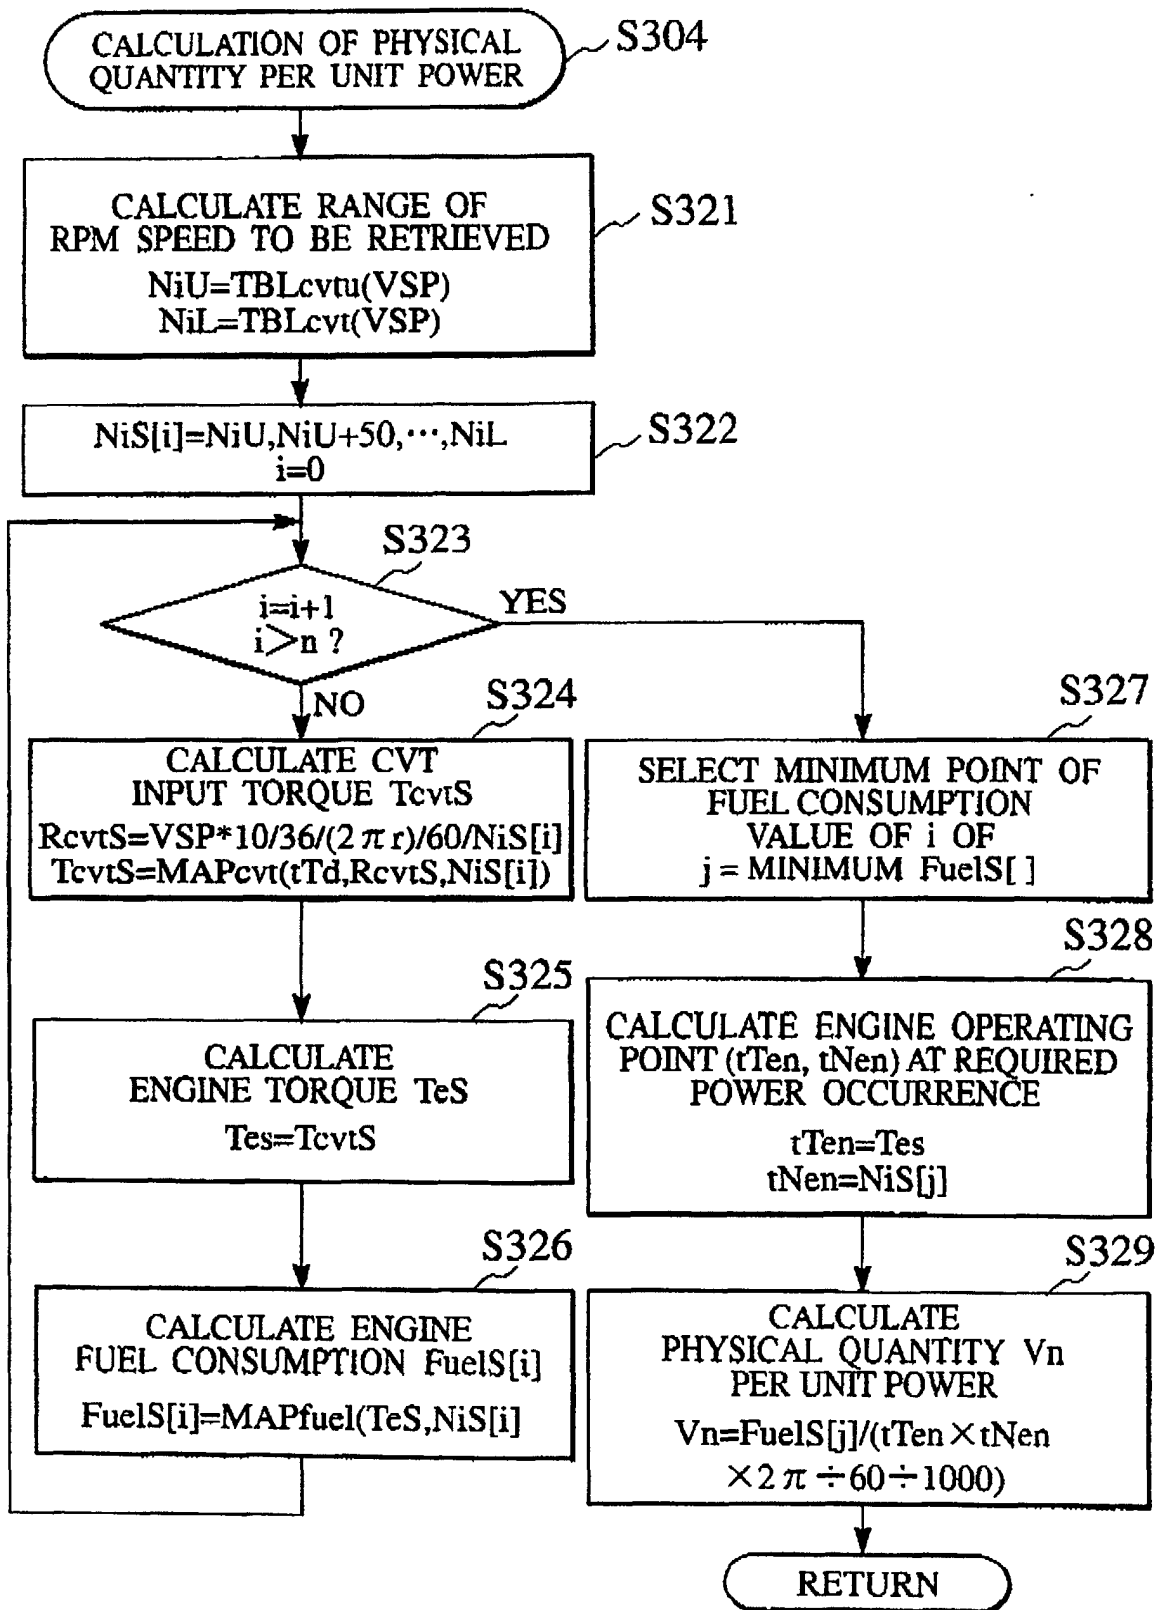 CALCULATION OF PHYSICAL
QUANTITY PER UNIT POWER
S304
CALCULATE RANGE OF
RPM SPEED TO BE RETRIEVED
NiU=TBLcvtu(VSP)
NiL=TBLcvt(VSP)
S321
NiS[i]=NiU,NiU+50,···,NiL
i=0
S322
S323
i=i+1
i>n ?
YES
NO
S324
CALCULATE CVT
INPUT TORQUE TcvtS
RcvtS=VSP*10/36/(2πr)/60/NiS[i]
TcvtS=MAPcvt(tTd,RcvtS,NiS[i])
S325
CALCULATE
ENGINE TORQUE TeS
Tes=TcvtS
S326
CALCULATE ENGINE
FUEL CONSUMPTION FuelS[i]
FuelS[i]=MAPfuel(TeS,NiS[i]
S327
SELECT MINIMUM POINT OF
FUEL CONSUMPTION
VALUE OF i OF
j = MINIMUM FuelS[ ]
S328
CALCULATE ENGINE OPERATING
POINT (tTen, tNen) AT REQUIRED
POWER OCCURRENCE
tTen=Tes
tNen=NiS[j]
S329
CALCULATE
PHYSICAL QUANTITY Vn
PER UNIT POWER
Vn=FuelS[j]/(tTen×tNen
×2π÷60÷1000)
RETURN